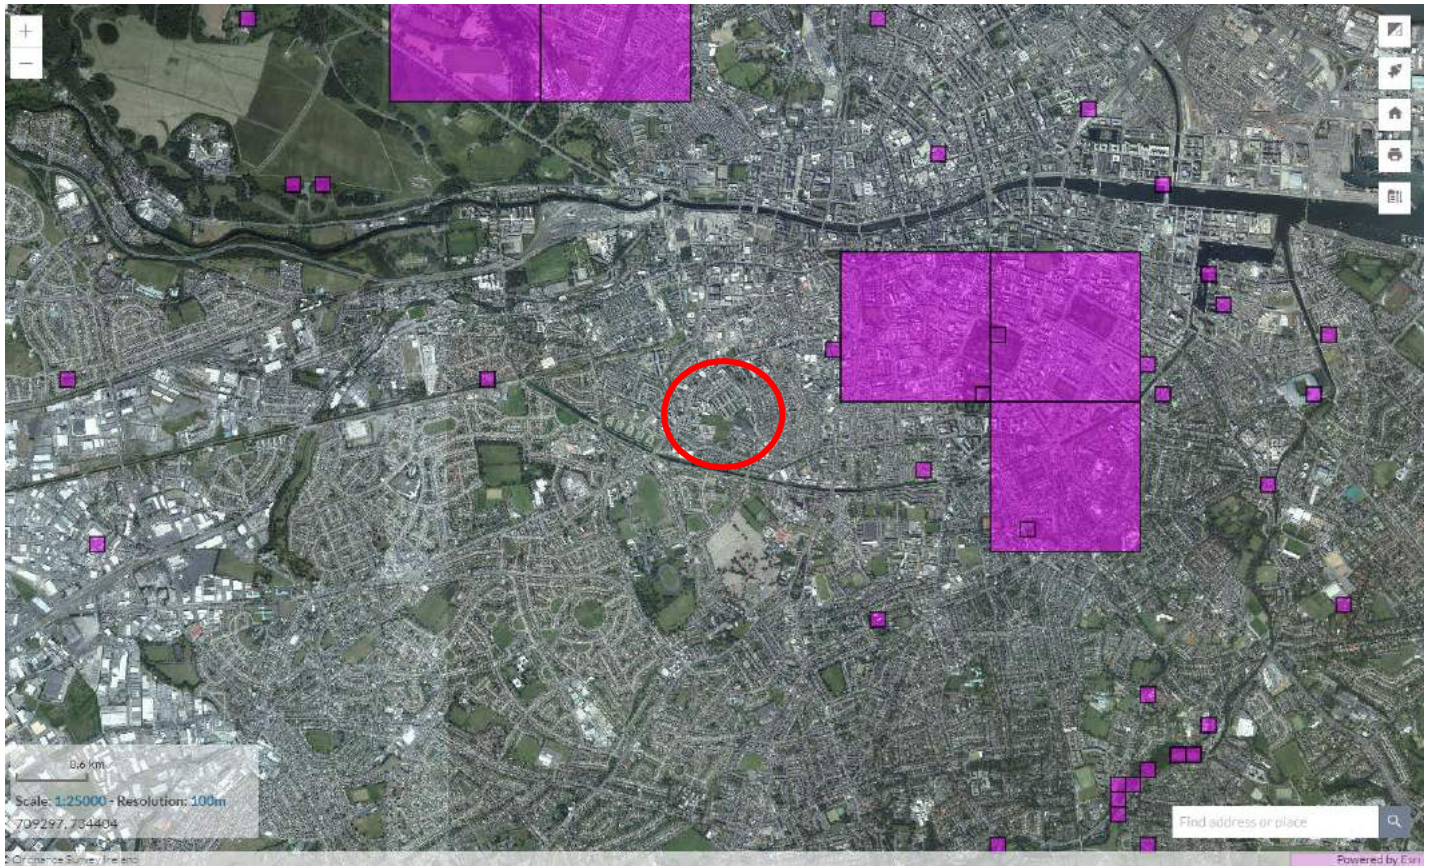 +
−
0.6 km
Scale: 1:25000 - Resolution: 100m
709297, 734404
Find address or place
© Ordnance Survey Ireland
Powered by Esri